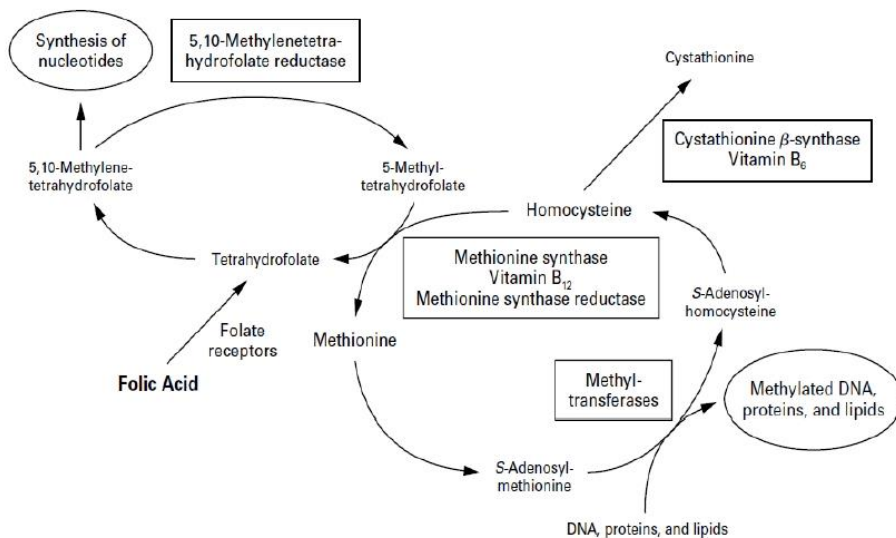 Synthesis of
nucleotides
5,10-Methylenetetra-
hydrofolate reductase
Cystathionine
Cystathionine β-synthase
Vitamin B₆
5,10-Methylene-
tetrahydrofolate
5-Methyl-
tetrahydrofolate
Homocysteine
Tetrahydrofolate
Methionine synthase
Vitamin B₁₂
Methionine synthase reductase
S-Adenosyl-
homocysteine
Folate
receptors
Methionine
Folic Acid
Methyl-
transferases
Methylated DNA,
proteins, and lipids
S-Adenosyl-
methionine
DNA, proteins, and lipids